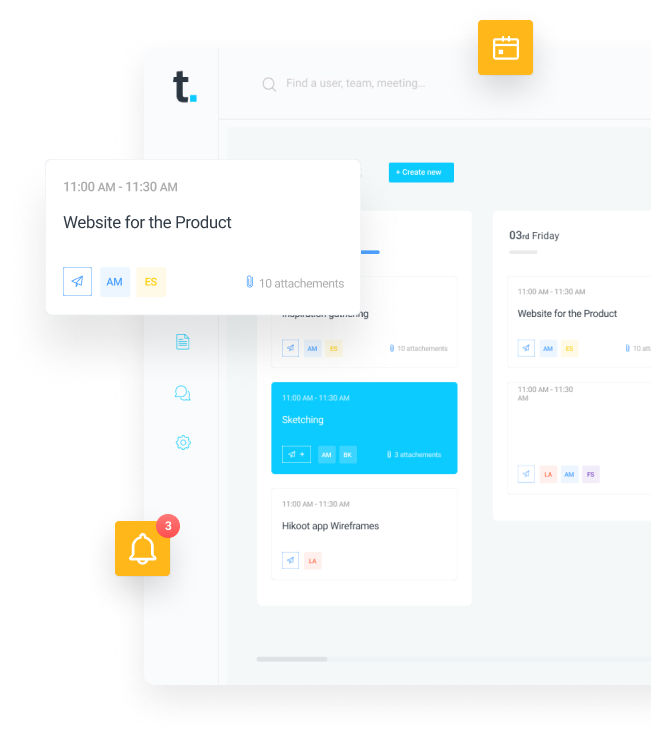 t.
Find a user, team, meeting...
+ Create new
11:00 AM - 11:30 AM
Website for the Product
AM
ES
10 attachements
Inspiration gathering
AM
ES
10 attachements
11:00 AM - 11:30 AM
Sketching
+
AM
BK
3 attachements
11:00 AM - 11:30 AM
Hikoot app Wireframes
LA
03rd Friday
11:00 AM - 11:30 AM
Website for the Product
AM
ES
10 att
11:00 AM - 11:30
AM
LA
AM
FS
3